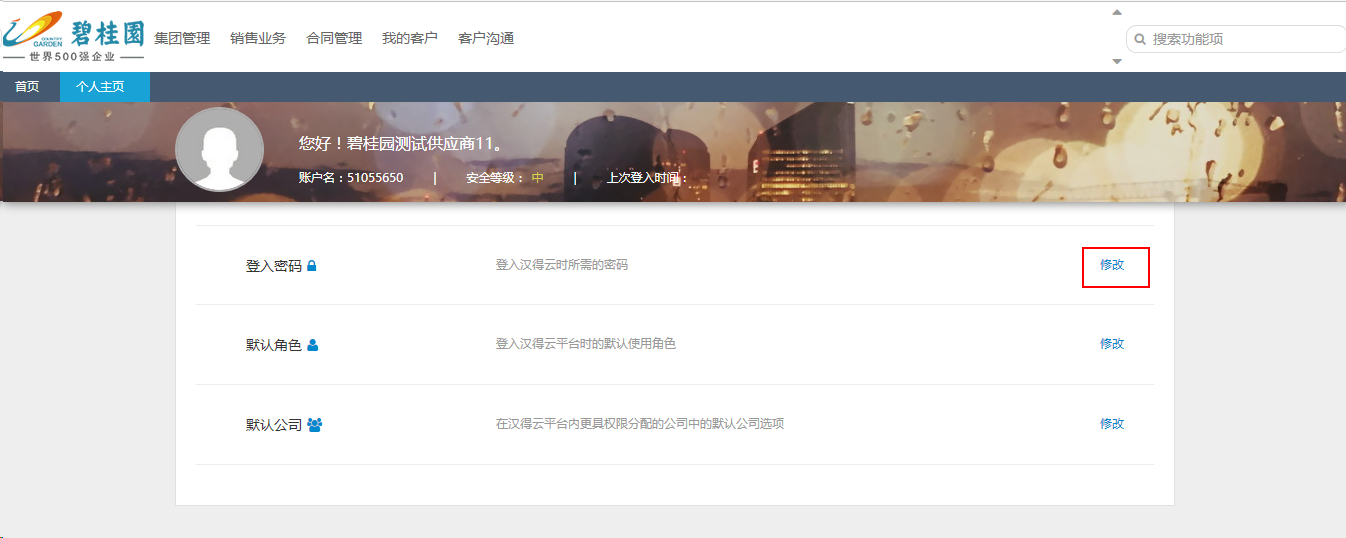 碧桂园
COUNTRY GARDEN
世界500强企业
集团管理 销售业务 合同管理 我的客户 客户沟通
搜索功能项
首页 个人主页
您好！碧桂园测试供应商11。
账户名：51055650 | 安全等级： 中 | 上次登入时间：
登入密码 登入汉得云时所需的密码 修改
默认角色 登入汉得云平台时的默认使用角色 修改
默认公司 在汉得云平台内更具权限分配的公司中的默认公司选项 修改